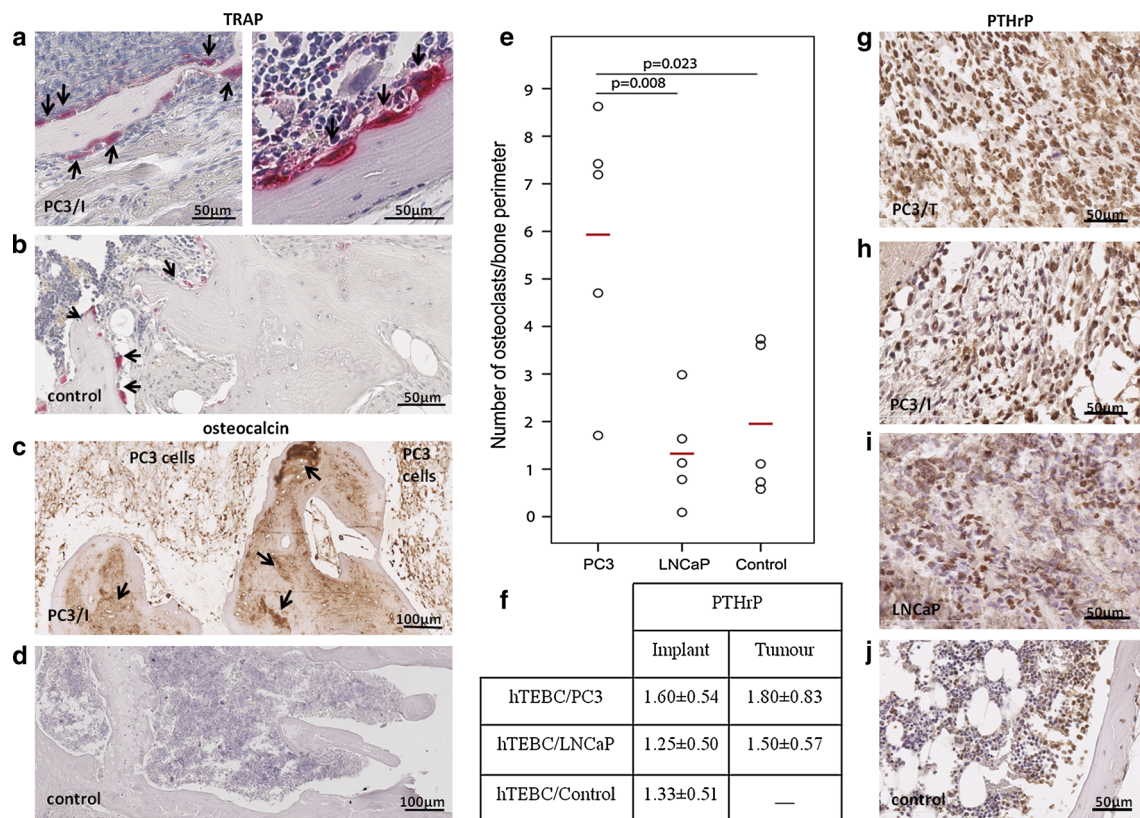 TRAP
a
PC3/I
50µm
50µm
b
control
50µm
osteocalcin
c
PC3 cells
PC3 cells
PC3/I
100µm
d
control
100µm
e
p=0.023
p=0.008
Number of osteoclasts/bone perimeter
9
8
7
6
5
4
3
2
1
0
PC3 LNCaP Control
f
PTHrP
Implant Tumour
hTEBC/PC3 1.60±0.54 1.80±0.83
hTEBC/LNCaP 1.25±0.50 1.50±0.57
hTEBC/Control 1.33±0.51 —
PTHrP
g
PC3/T
50µm
h
PC3/I
50µm
i
LNCaP
50µm
j
control
50µm